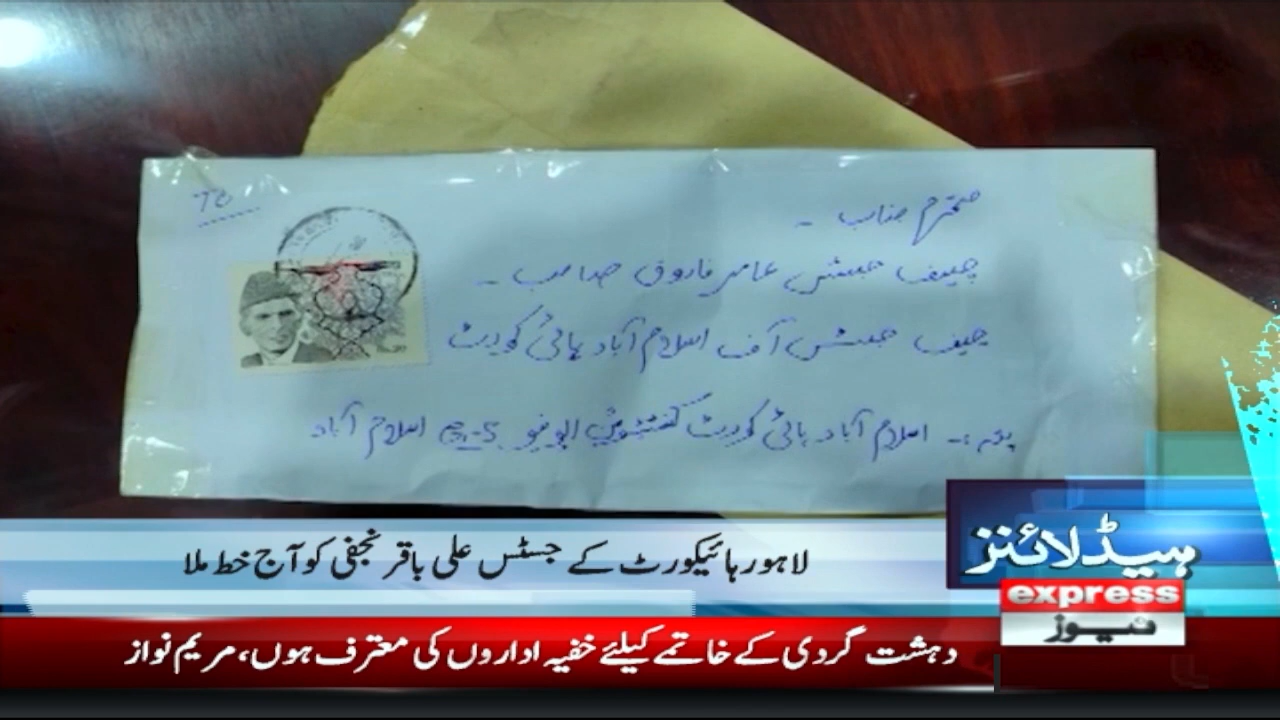 To
محترم جناب -
چیف جسٹس عامر فاروق صاحب -
چیف جسٹس آف اسلام آباد ہائی کورٹ
پتہ :- اسلام آباد ہائی کورٹ ایونیو G-5 اسلام آباد
ہیڈلائنز
لاہور ہائیکورٹ کے جسٹس علی باقر نجفی کو آج خط ملا
express
نیوز
دہشت گردی کے خاتمے کیلئے خفیہ اداروں کی معترف ہوں، مریم نواز